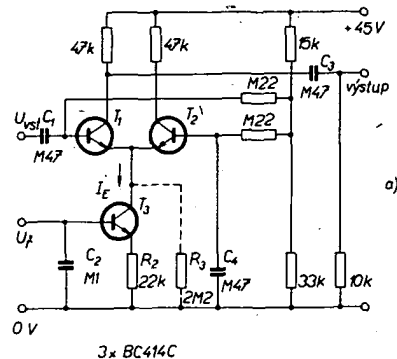 +45V
47k
47k
15k
C3
M22
M47
výstup
Uvst
C1
T1
T2
M22
M47
a)
IE
T3
Uř
C2
M1
R2
22k
R3
2M2
C4
M47
33k
10k
0V
3x BC414C